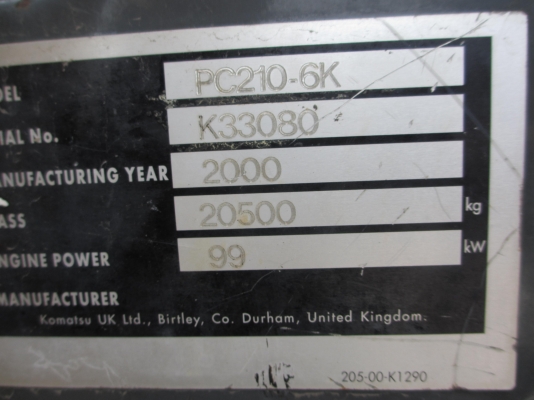 DEL PC210-6K
IAL No. K33080
ANUFACTURING YEAR 2000
ASS 20500 kg
NGINE POWER 99 kW
MANUFACTURER
Komatsu UK Ltd., Birtley, Co. Durham, United Kingdom.
205-00-K1290